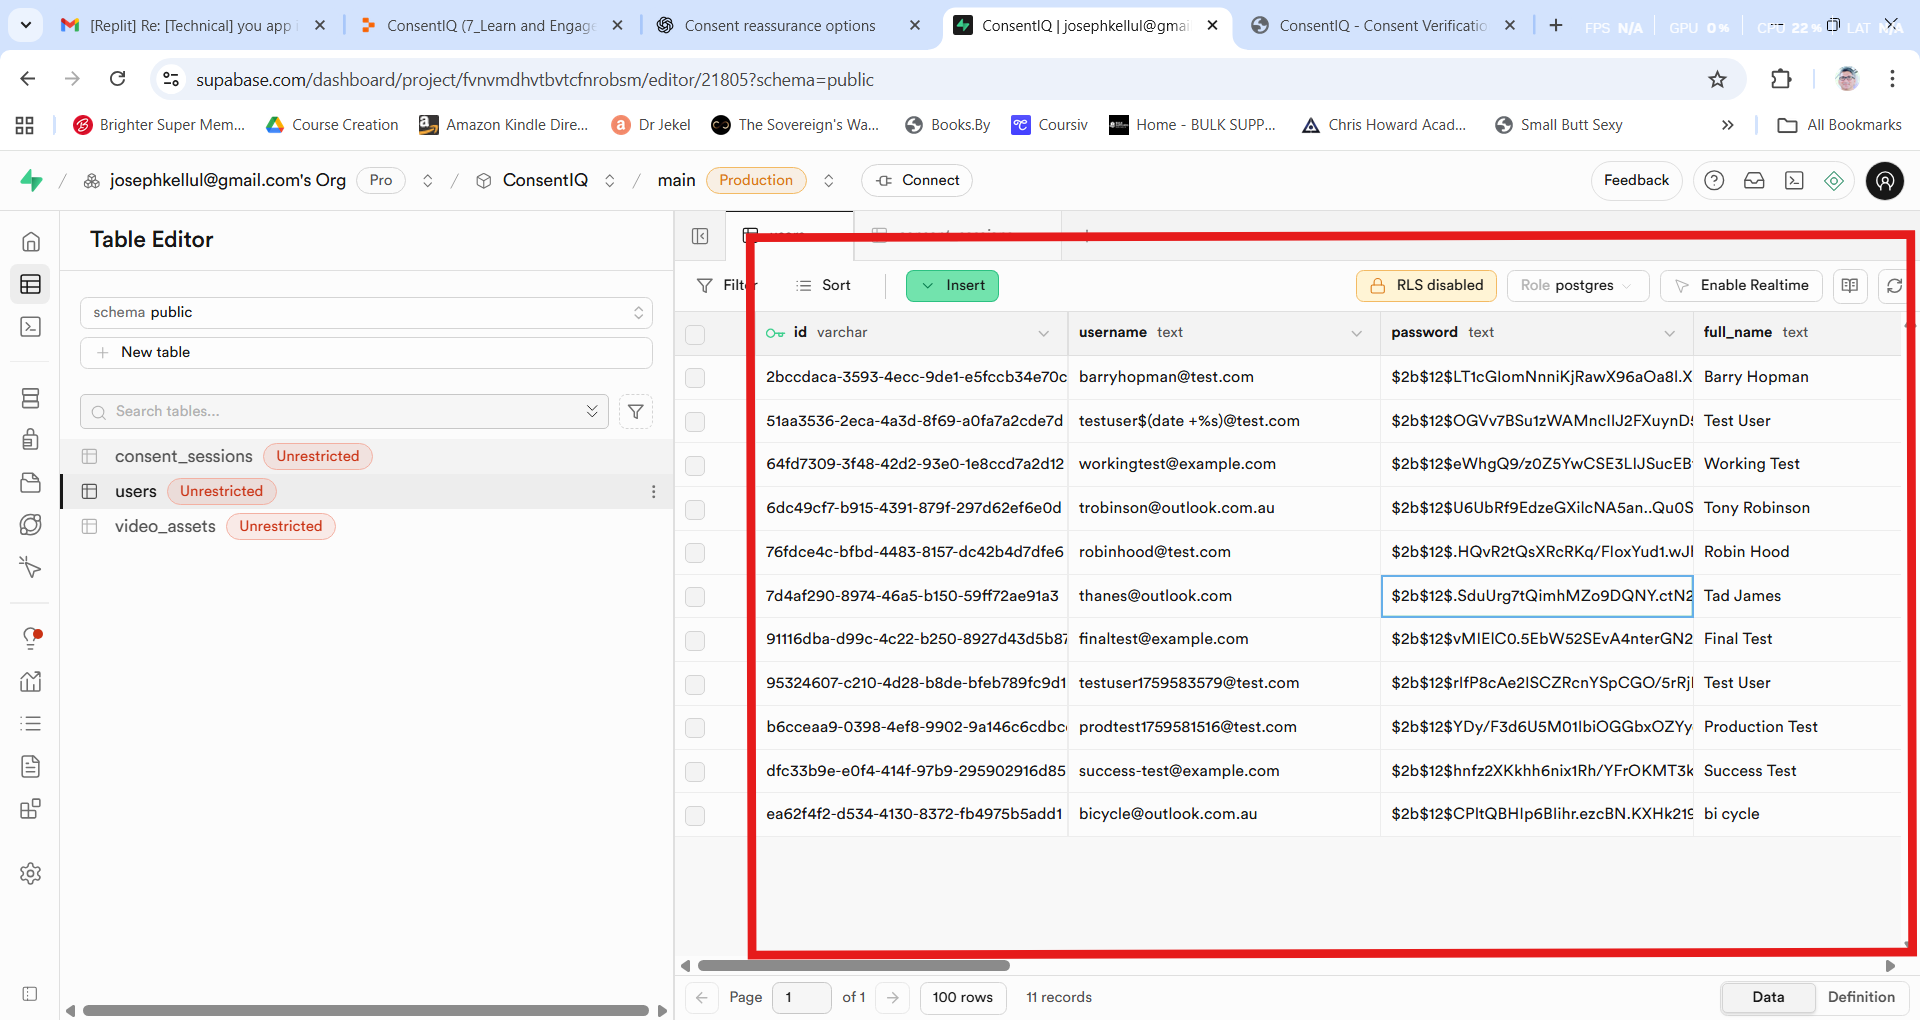 [Replit] Re: [Technical] you app i
ConsentIQ (7_Learn and Engage
Consent reassurance options
ConsentIQ | josephkellul@gmai
ConsentIQ - Consent Verificatio
FPS N/A GPU 0% CPU 22% LAT N/A
supabase.com/dashboard/project/fvnvmdhvtbvtcfnrobsm/editor/21805?schema=public
Brighter Super Mem... Course Creation Amazon Kindle Dire... Dr Jekel The Sovereign's Wa... Books.By Coursiv Home - BULK SUPP... Chris Howard Acad... Small Butt Sexy » All Bookmarks
/ josephkellul@gmail.com's Org Pro / ConsentIQ / main Production Connect Feedback
Table Editor
schema public
New table
Search tables...
consent_sessions Unrestricted
users Unrestricted
video_assets Unrestricted
Filter Sort Insert RLS disabled Role postgres Enable Realtime
id varchar username text password text full_name text
2bccdaca-3593-4ecc-9de1-e5fccb34e70c barryhopman@test.com $2b$12$LT1cGlomNnniKjRawX96aOa8l.X Barry Hopman
51aa3536-2eca-4a3d-8f69-a0fa7a2cde7d testuser$(date +%s)@test.com $2b$12$OGVv7BSu1zWAMnclIJ2FXuynD5 Test User
64fd7309-3f48-42d2-93e0-1e8ccd7a2d12 workingtest@example.com $2b$12$eWhgQ9/z0Z5YwCSE3LIJSucEB Working Test
6dc49cf7-b915-4391-879f-297d62ef6e0d trobinson@outlook.com.au $2b$12$U6UbRf9EdzeGXilcNA5an..Qu0S Tony Robinson
76fdce4c-bfbd-4483-8157-dc42b4d7dfe6 robinhood@test.com $2b$12$.HQvR2tQsXRcRKq/FIoxYud1.wJ Robin Hood
7d4af290-8974-46a5-b150-59ff72ae91a3 thanes@outlook.com $2b$12$.SduUrg7tQimhMZo9DQNY.ctN2 Tad James
91116dba-d99c-4c22-b250-8927d43d5b87 finaltest@example.com $2b$12$vMIElC0.5EbW52SEvA4nterGN2 Final Test
95324607-c210-4d28-b8de-bfeb789fc9d1 testuser1759583579@test.com $2b$12$rlfP8cAe2lSCZRcnYSpCGO/5rRj Test User
b6cceaa9-0398-4ef8-9902-9a146c6cdbc prodtest1759581516@test.com $2b$12$YDy/F3d6U5M01IbiOGGbxOZYy Production Test
dfc33b9e-e0f4-414f-97b9-295902916d85 success-test@example.com $2b$12$hnfz2XKkhh6nix1Rh/YFrOKMT3k Success Test
ea62f4f2-d534-4130-8372-fb4975b5add1 bicycle@outlook.com.au $2b$12$CPltQBHIp6Blihr.ezcBN.KXHk219 bi cycle
Page 1 of 1 100 rows 11 records Data Definition